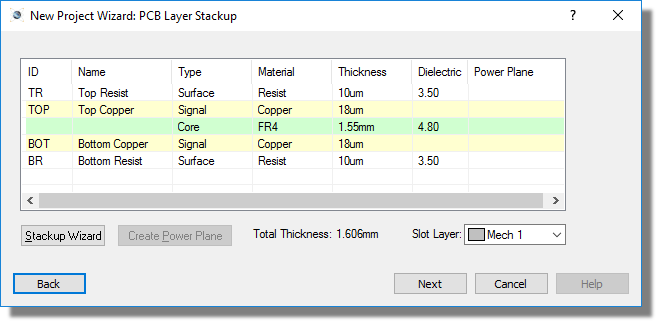 New Project Wizard: PCB Layer Stackup ?
ID Name Type Material Thickness Dielectric Power Plane
TR Top Resist Surface Resist 10um 3.50
TOP Top Copper Signal Copper 18um
Core FR4 1.55mm 4.80
BOT Bottom Copper Signal Copper 18um
BR Bottom Resist Surface Resist 10um 3.50
Stackup Wizard Create Power Plane Total Thickness: 1.606mm Slot Layer: Mech 1
Back Next Cancel Help